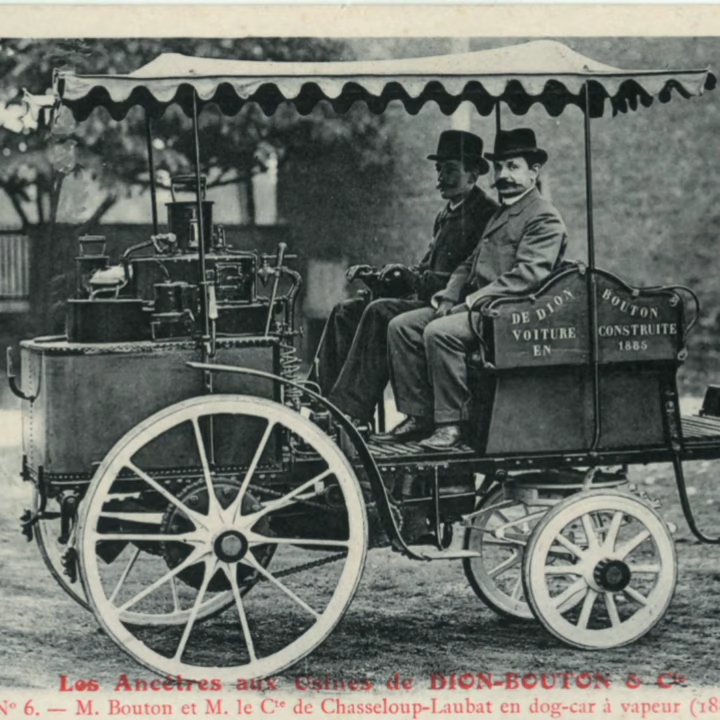 DE DION BOUTON
VOITURE CONSTRUITE
EN 1885
Les Ancêtres aux Usines de DION-BOUTON & Cie
N° 6. — M. Bouton et M. le Cte de Chasseloup-Laubat en dog-car à vapeur (18